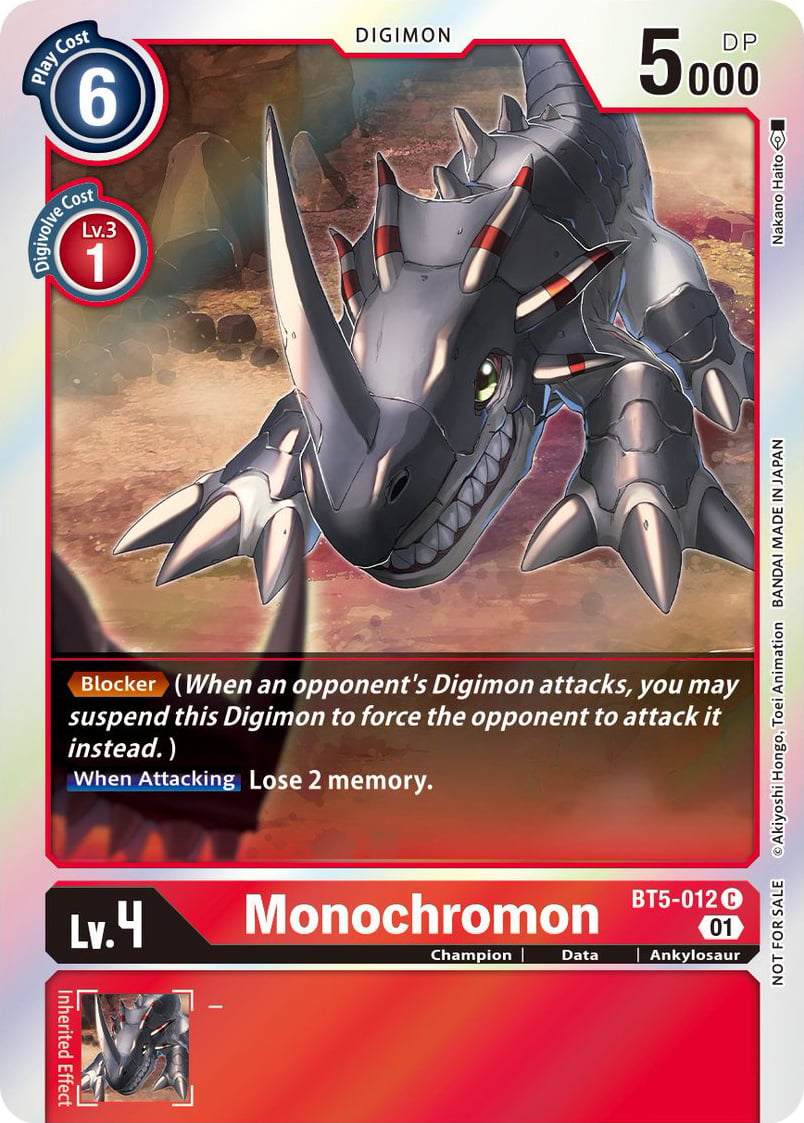 DIGIMON
Play Cost
6
5000
DP
Digivolve Cost
Lv.3
1
Nakano Haito
Blocker (When an opponent's Digimon attacks, you may
suspend this Digimon to force the opponent to attack it
instead.)
When Attacking Lose 2 memory.
©Akiyoshi Hongo, Toei Animation BANDAI MADE IN JAPAN
NOT FOR SALE
Lv.4
Monochromon
BT5-012 C
01
Champion | Data | Ankylosaur
Inherited Effect
–